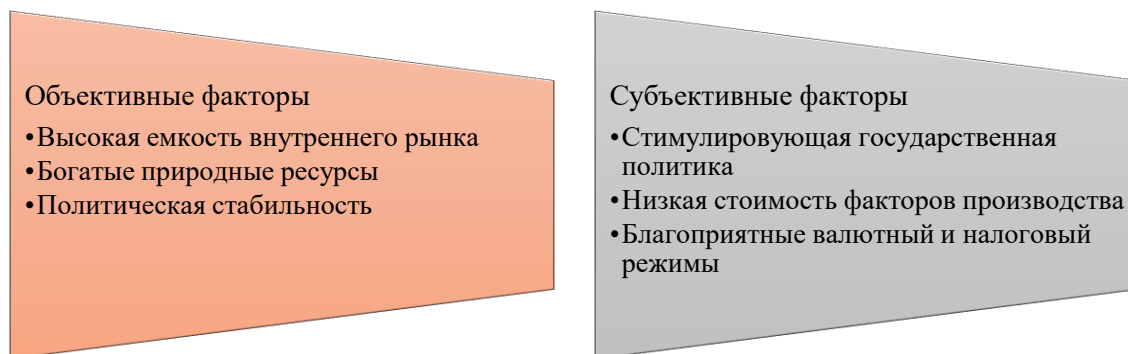 Объективные факторы
•Высокая емкость внутреннего рынка
•Богатые природные ресурсы
•Политическая стабильность
Субъективные факторы
•Стимулировующая государственная
политика
•Низкая стоимость факторов производства
•Благоприятные валютный и налоговый
режимы